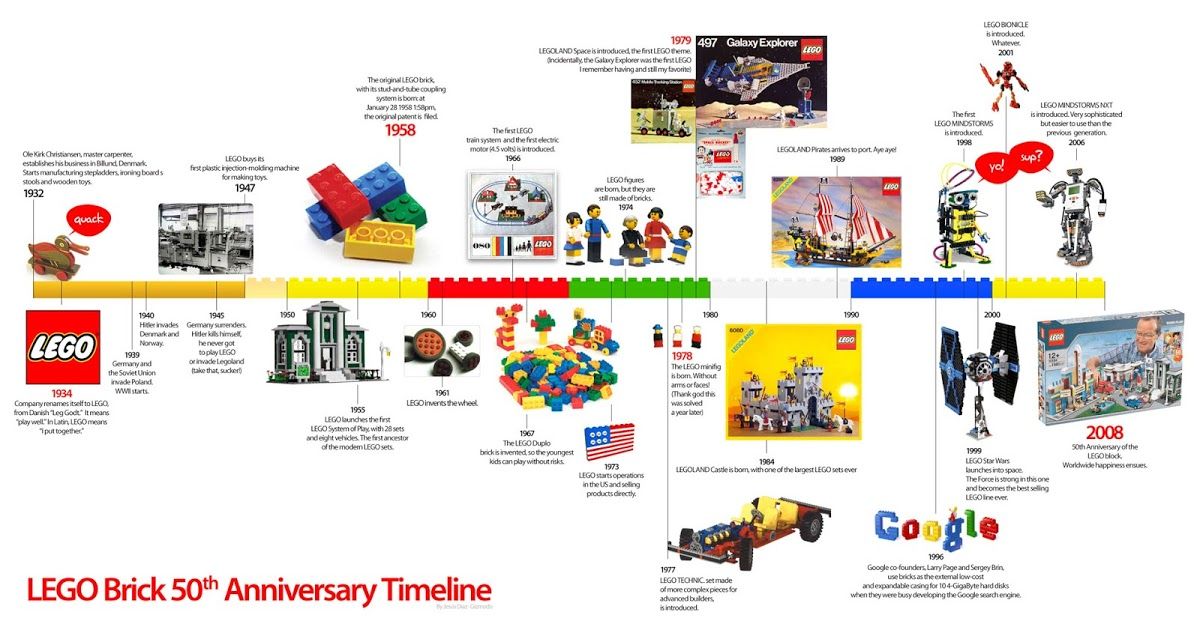 Ole Kirk Christiansen, master carpenter,
establishes his business in Billund, Denmark.
Starts manufacturing stepladders, ironing board s
stools and wooden toys.
1932
quack
LEGO
1934
Company renames itself to LEGO,
from Danish "Leg Godt." It means
"play well." In Latin, LEGO means
"I put together."
1940
Hitler invades
Denmark and
Norway.
1939
Germany and
the Soviet Union
invade Poland.
WWII starts.
1945
Germany surrenders.
Hitler kills himself,
he never got
to play LEGO
or invade Legoland
(take that, sucker!)
LEGO buys its
first plastic injection-molding machine
for making toys.
1947
1950
The original LEGO brick,
with its stud-and-tube coupling
system is born: at
January 28 1958 1:58pm,
the original patent is filed.
1958
1955
LEGO launches the first
LEGO System of Play, with 28 sets
and eight vehicles. The first ancestor
of the modern LEGO sets.
1960
1961
LEGO invents the wheel.
The first LEGO
train system and the first electric
motor (4.5 volts) is introduced.
1966
080
LEGO
1967
The LEGO Duplo
brick is invented, so the youngest
kids can play without risks.
1970
1973
LEGO starts operations
in the US and selling
products directly.
LEGO figures
are born, but they are
still made of bricks.
1974
1979
LEGOLAND Space is introduced, the first LEGO theme.
(Incidentally, the Galaxy Explorer was the first LEGO
I remember having and still my favorite)
452 Mobile Tracking Station
LEGO
497 Galaxy Explorer
LEGO
1978
The LEGO minifig
is born. Without
arms or faces!
(Thank god this
was solved
a year later)
1977
LEGO TECHNIC. set made
of more complex pieces for
advanced builders,
is introduced.
1980
LEGOLAND
6080
LEGO
1984
LEGOLAND Castle is born, with one of the largest LEGO sets ever
LEGOLAND Pirates arrives to port. Aye aye!
1989
LEGOLAND
LEGO
1990
Google
1996
Google co-founders, Larry Page and Sergey Brin,
use bricks as the external low-cost
and expandable casing for 10 4-GigaByte hard disks
when they were busy developing the Google search engine.
The first
LEGO MINDSTORMS
is introduced.
1998
yo!
sup?
1999
LEGO Star Wars
launches into space.
The Force is strong in this one
and becomes the best selling
LEGO line ever.
2000
LEGO BIONICLE
is introduced.
Whatever.
2001
LEGO MINDSTORMS NXT
is introduced. Very sophisticated
but easier to use than the
previous generation.
2006
LEGO
12+
2008
50th Anniversary of the
LEGO block.
Worldwide happiness ensues.
LEGO Brick 50th Anniversary Timeline
By Jesús Díaz · Gizmodo